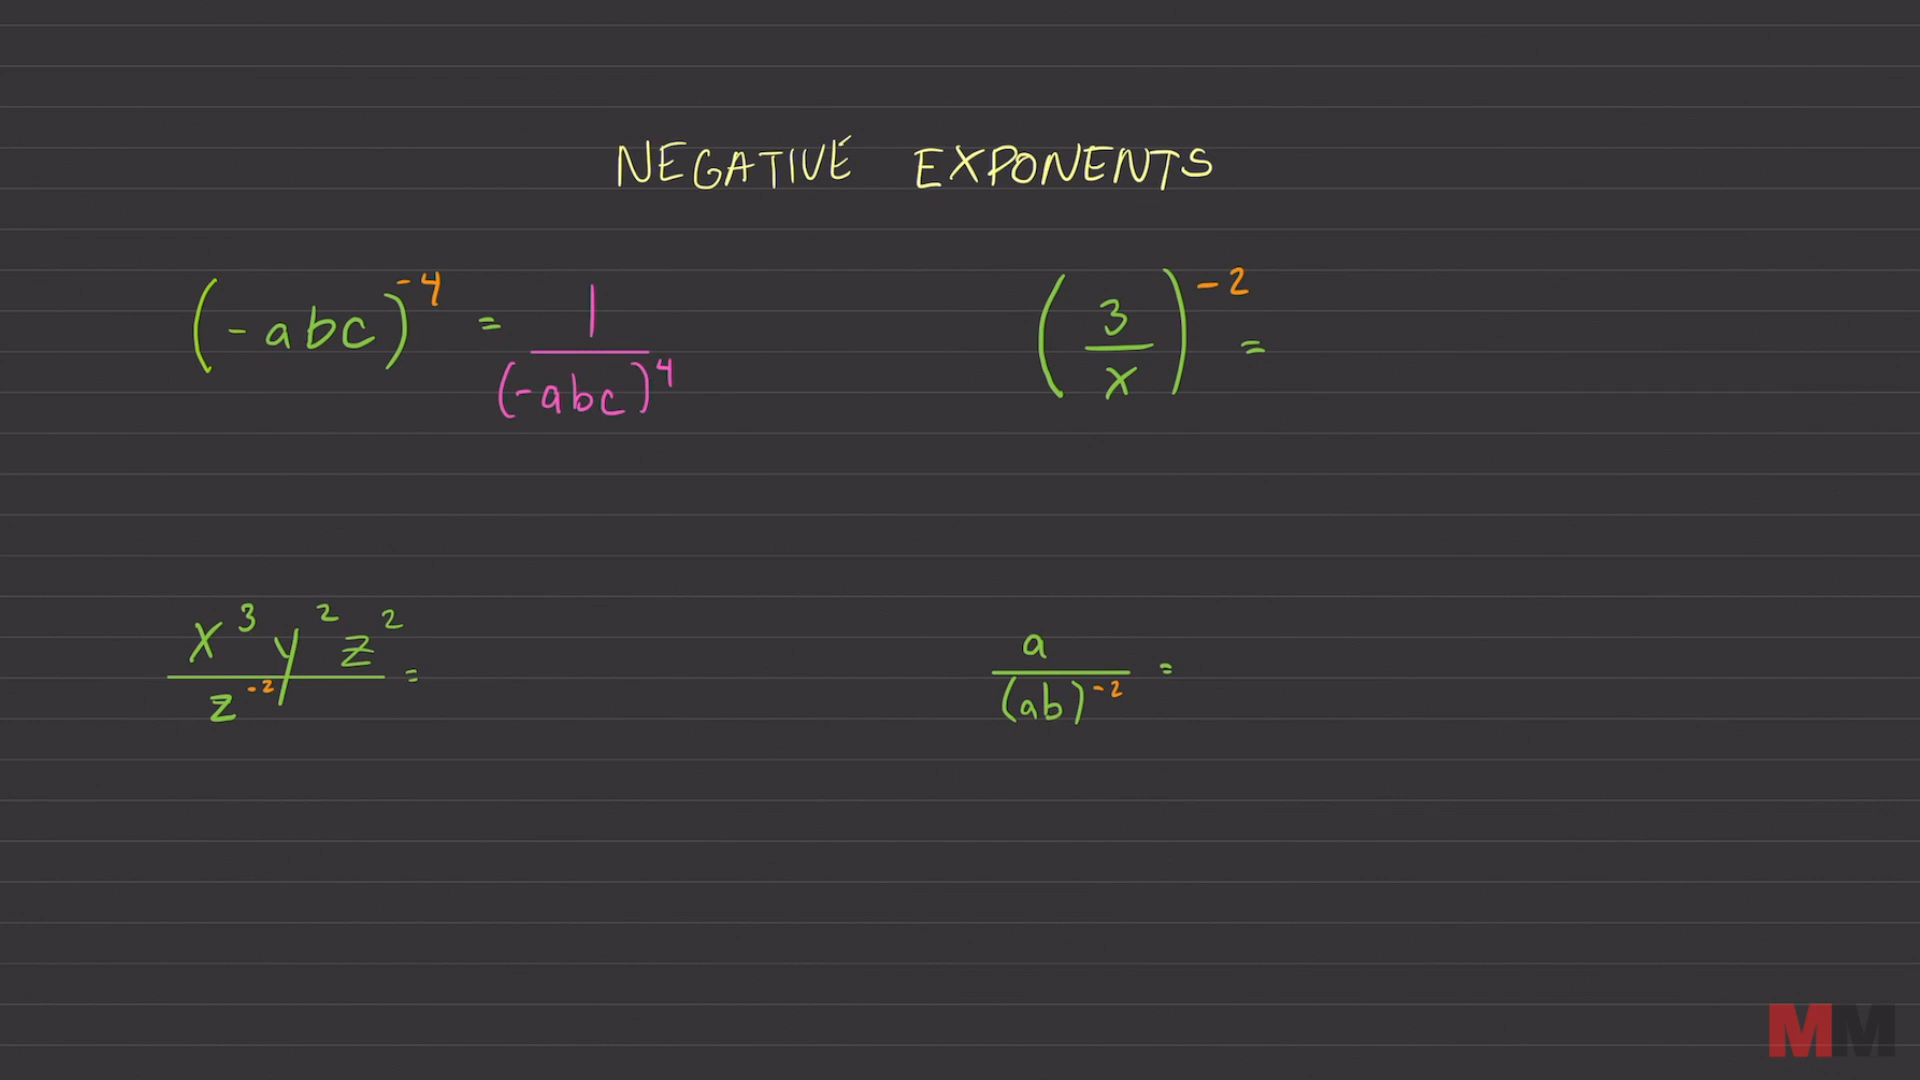 NEGATIVE EXPONENTS
(-abc)^-4 = 1/(-abc)^4
(3/x)^-2 =
x^3 y^2 z^2 / z^-2 =
a/(ab)^-2 =
MM